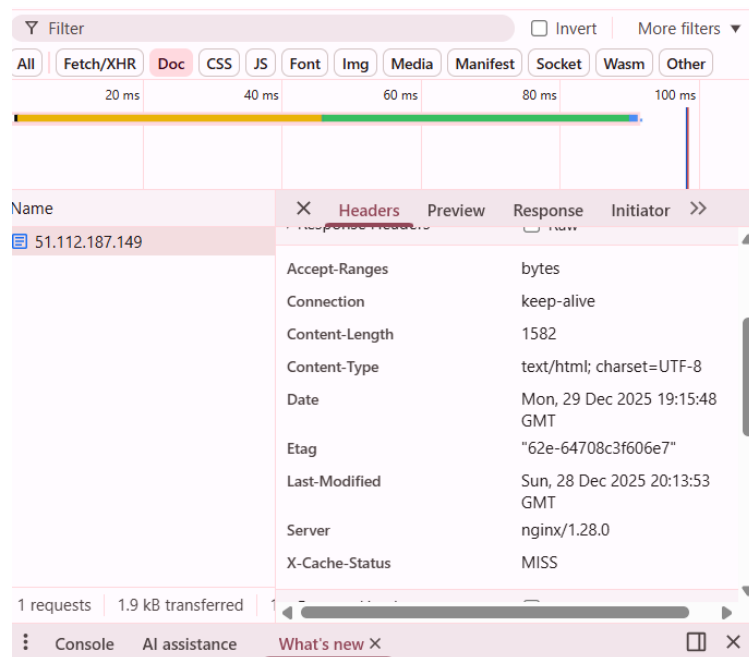 Filter Invert More filters
All Fetch/XHR Doc CSS JS Font Img Media Manifest Socket Wasm Other
20 ms 40 ms 60 ms 80 ms 100 ms
Name
51.112.187.149
Headers Preview Response Initiator
Raw
Accept-Ranges bytes
Connection keep-alive
Content-Length 1582
Content-Type text/html; charset=UTF-8
Date Mon, 29 Dec 2025 19:15:48
GMT
Etag "62e-64708c3f606e7"
Last-Modified Sun, 28 Dec 2025 20:13:53
GMT
Server nginx/1.28.0
X-Cache-Status MISS
1 requests 1.9 kB transferred
Console AI assistance What's new